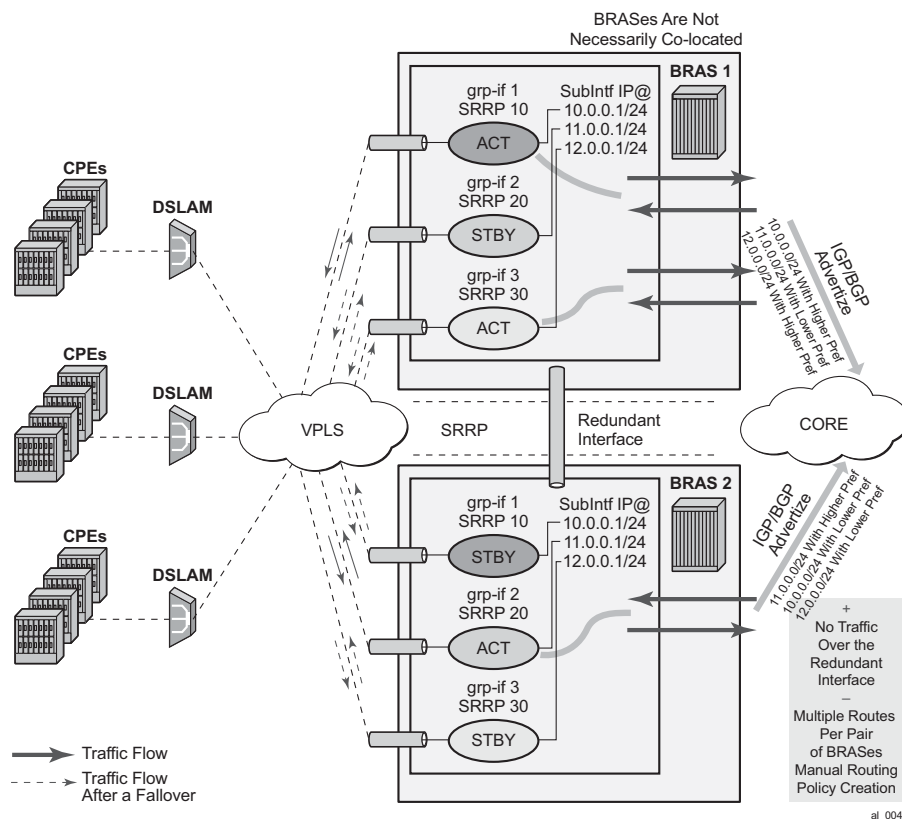 BRASes Are Not
Necessarily Co-located
BRAS 1
grp-if 1
SRRP 10
ACT
SubIntf IP@
10.0.0.1/24
11.0.0.1/24
12.0.0.1/24
grp-if 2
SRRP 20
STBY
grp-if 3
SRRP 30
ACT
CPEs
DSLAM
CPEs
DSLAM
CPEs
DSLAM
VPLS
SRRP
Redundant
Interface
IGP/BGP
Advertize
10.0.0.0/24 With Higher Pref
11.0.0.0/24 With Lower Pref
12.0.0.0/24 With Higher Pref
CORE
BRAS 2
grp-if 1
SRRP 10
STBY
SubIntf IP@
10.0.0.1/24
11.0.0.1/24
12.0.0.1/24
grp-if 2
SRRP 20
ACT
grp-if 3
SRRP 30
STBY
IGP/BGP
Advertize
11.0.0.0/24 With Higher Pref
10.0.0.0/24 With Lower Pref
12.0.0.0/24 With Lower Pref
+
No Traffic
Over the
Redundant
Interface
–
Multiple Routes
Per Pair
of BRASes
Manual Routing
Policy Creation
Traffic Flow
Traffic Flow
After a Fallover
al_004